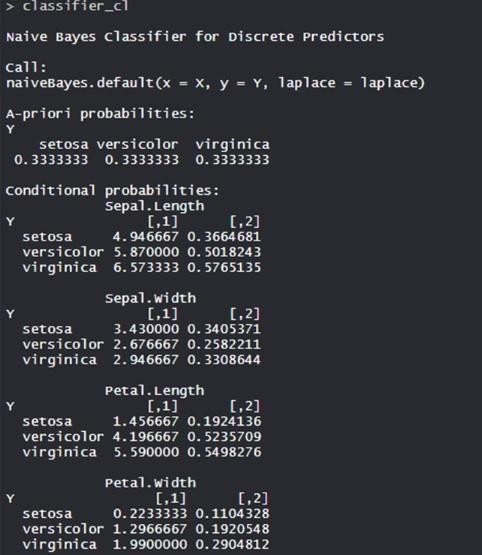 > classifier_cl
Naive Bayes Classifier for Discrete Predictors
Call:
naiveBayes.default(x = X, y = Y, laplace = laplace)
A-priori probabilities:
Y
setosa versicolor virginica
0.3333333 0.3333333 0.3333333
Conditional probabilities:
Sepal.Length
Y [,1] [,2]
setosa 4.946667 0.3664681
versicolor 5.870000 0.5018243
virginica 6.573333 0.5765135
Sepal.Width
Y [,1] [,2]
setosa 3.430000 0.3405371
versicolor 2.676667 0.2582211
virginica 2.946667 0.3308644
Petal.Length
Y [,1] [,2]
setosa 1.456667 0.1924136
versicolor 4.196667 0.5235709
virginica 5.590000 0.5498276
Petal.Width
Y [,1] [,2]
setosa 0.2233333 0.1104328
versicolor 1.2966667 0.1920548
virginica 1.9900000 0.2904812